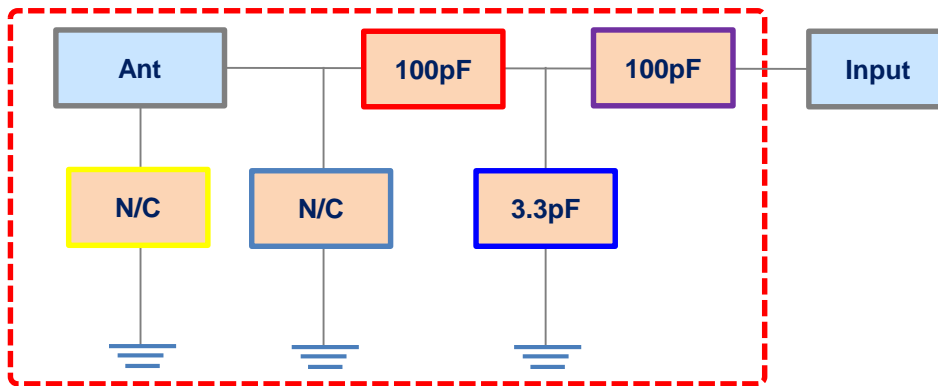 Ant
100pF
100pF
Input
N/C
N/C
3.3pF